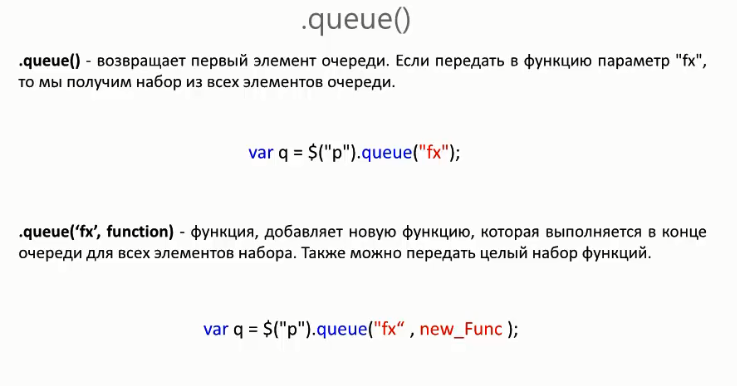 .queue()
.queue() - возвращает первый элемент очереди. Если передать в функцию параметр "fx",
то мы получим набор из всех элементов очереди.
var q = $("p").queue("fx");
.queue(‘fx’, function) - функция, добавляет новую функцию, которая выполняется в конце
очереди для всех элементов набора. Также можно передать целый набор функций.
var q = $("p").queue("fx“ , new_Func );